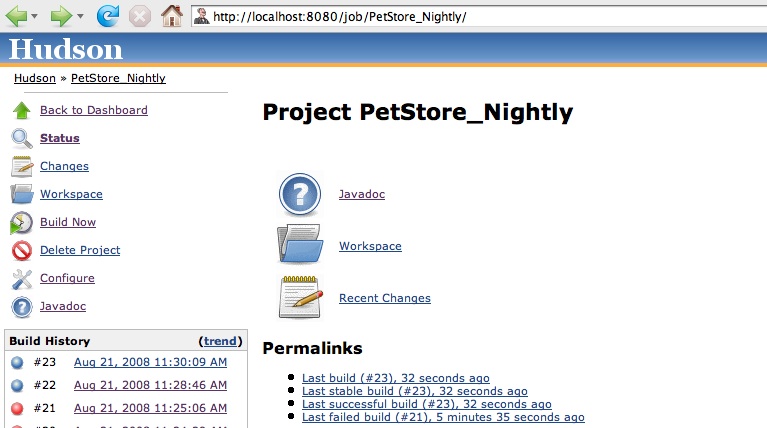 http://localhost:8080/job/PetStore_Nightly/
Hudson
Hudson » PetStore_Nightly
Back to Dashboard
Status
Changes
Workspace
Build Now
Delete Project
Configure
Javadoc
Build History (trend)
#23 Aug 21, 2008 11:30:09 AM
#22 Aug 21, 2008 11:28:46 AM
#21 Aug 21, 2008 11:25:06 AM
Project PetStore_Nightly
Javadoc
Workspace
Recent Changes
Permalinks
Last build (#23), 32 seconds ago
Last stable build (#23), 32 seconds ago
Last successful build (#23), 32 seconds ago
Last failed build (#21), 5 minutes 35 seconds ago